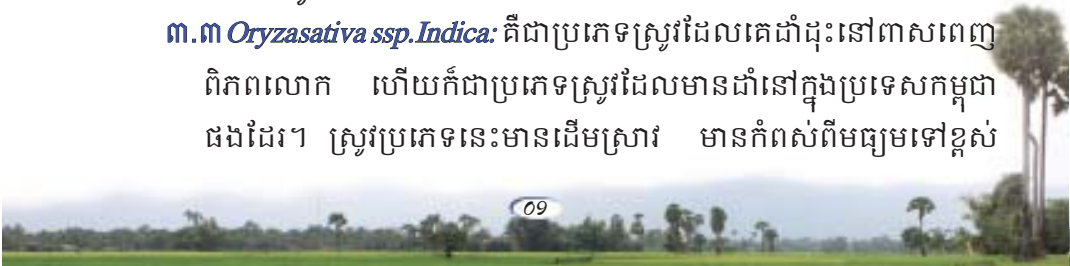 ៣.៣ Oryzasativa ssp.Indica: គឺជាប្រភេទស្រូវដែលគេដាំដុះនៅពាសពេញ
ពិភពលោក ហើយក៏ជាប្រភេទស្រូវដែលមានដាំនៅក្នុងប្រទេសកម្ពុជា
ផងដែរ។ ស្រូវប្រភេទនេះមានដើមស្រាវ មានកំពស់ពីមធ្យមទៅខ្ពស់
09